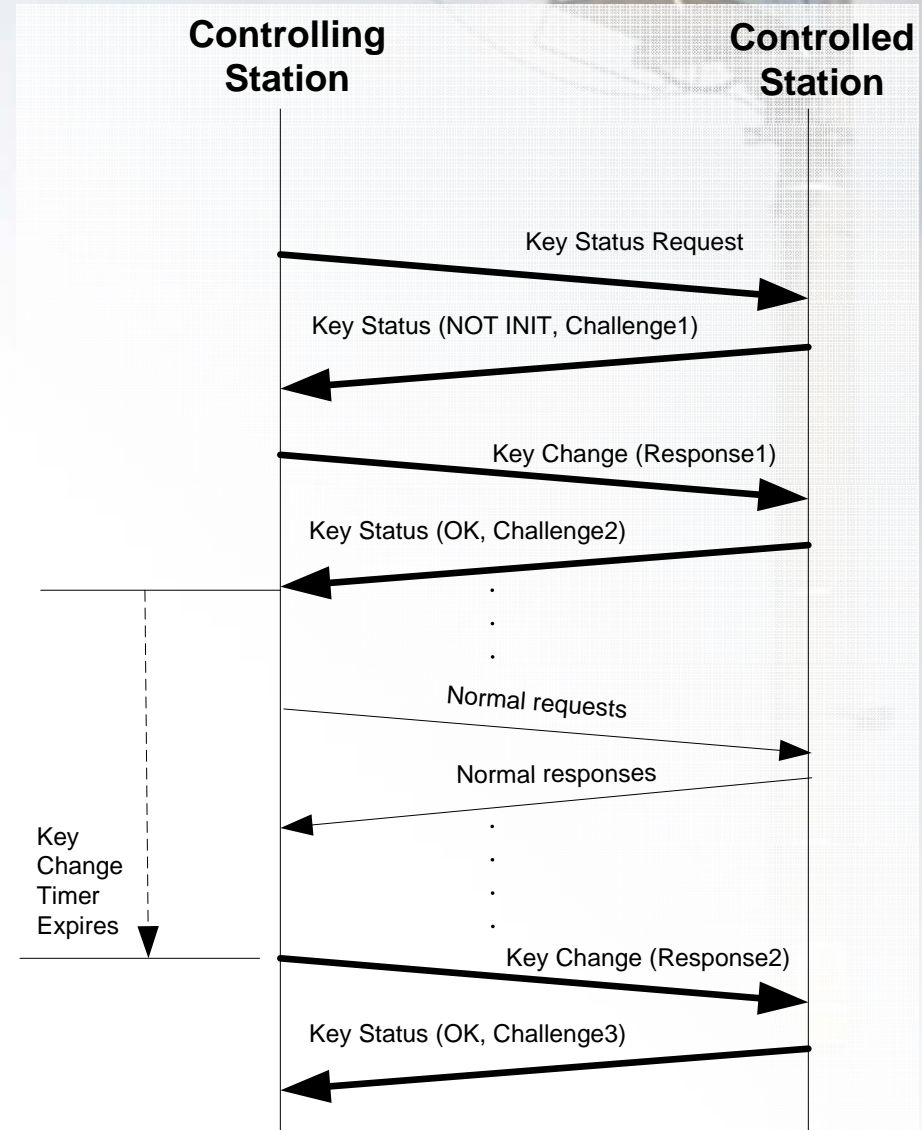 Controlling
Station
Controlled
Station
Key Status Request
Key Status (NOT INIT, Challenge1)
Key Change (Response1)
Key Status (OK, Challenge2)
Normal requests
Normal responses
Key
Change
Timer
Expires
Key Change (Response2)
Key Status (OK, Challenge3)